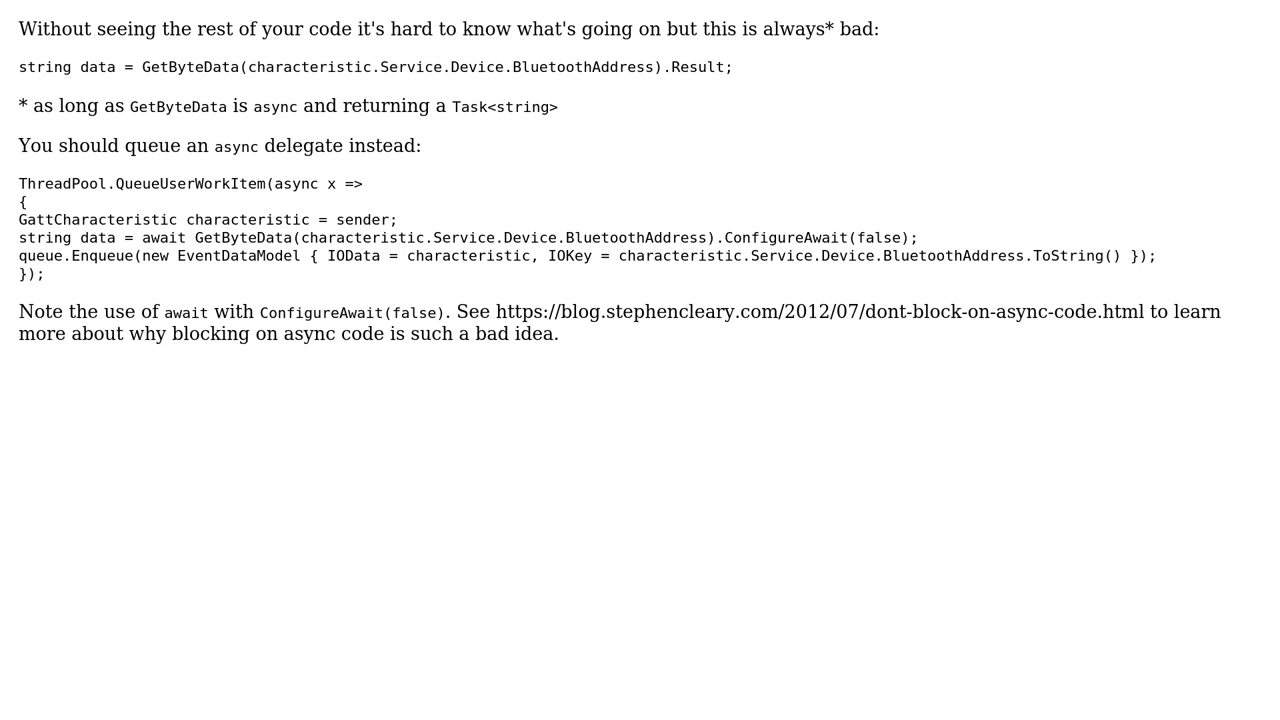 Without seeing the rest of your code it's hard to know what's going on but this is always* bad:
string data = GetByteData(characteristic.Service.Device.BluetoothAddress).Result;
* as long as GetByteData is async and returning a Task<string>
You should queue an async delegate instead:
ThreadPool.QueueUserWorkItem(async x =>
{
GattCharacteristic characteristic = sender;
string data = await GetByteData(characteristic.Service.Device.BluetoothAddress).ConfigureAwait(false);
queue.Enqueue(new EventDataModel { IOData = characteristic, IOKey = characteristic.Service.Device.BluetoothAddress.ToString() });
});
Note the use of await with ConfigureAwait(false). See https://blog.stephencleary.com/2012/07/dont-block-on-async-code.html to learn
more about why blocking on async code is such a bad idea.